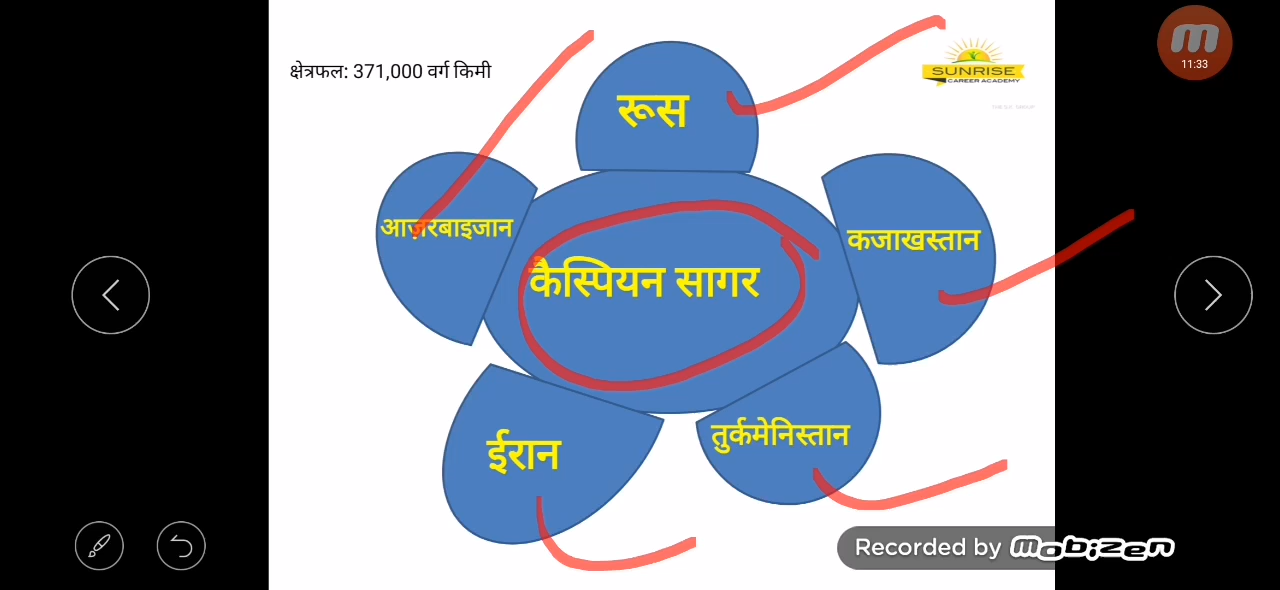 क्षेत्रफल: 371,000 वर्ग किमी
SUNRISE
CAREER ACADEMY
11:33
रूस
आज़रबाइजान
कजाखस्तान
कैस्पियन सागर
ईरान
तुर्कमेनिस्तान
Recorded by mobizen